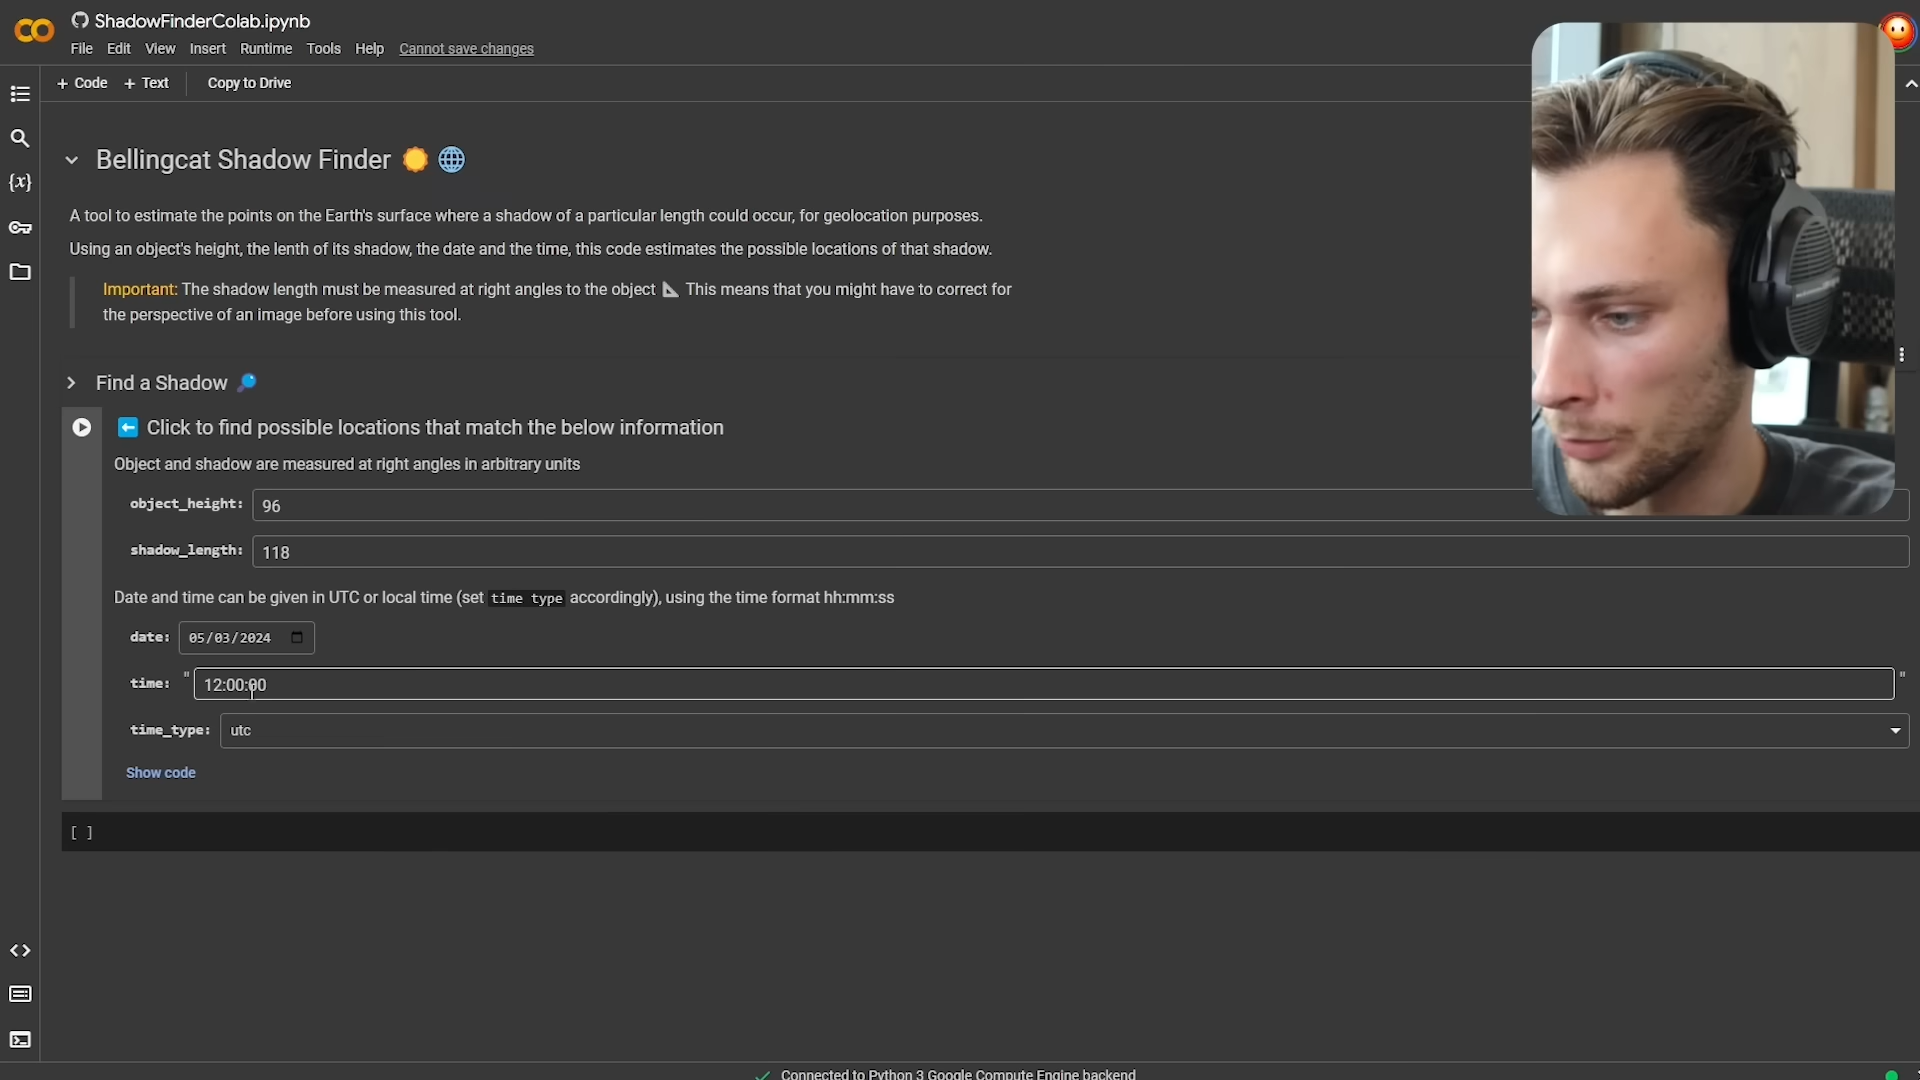 ShadowFinderColab.ipynb
File Edit View Insert Runtime Tools Help Cannot save changes
+ Code + Text Copy to Drive
Bellingcat Shadow Finder
A tool to estimate the points on the Earth's surface where a shadow of a particular length could occur, for geolocation purposes.
Using an object's height, the lenth of its shadow, the date and the time, this code estimates the possible locations of that shadow.
Important: The shadow length must be measured at right angles to the object 📐 This means that you might have to correct for
the perspective of an image before using this tool.
Find a Shadow
Click to find possible locations that match the below information
Object and shadow are measured at right angles in arbitrary units
object_height: 96
shadow_length: 118
Date and time can be given in UTC or local time (set time type accordingly), using the time format hh:mm:ss
date: 05/03/2024
time: " 12:00:00 "
time_type: utc
Show code
[ ]
Connected to Python 3 Google Compute Engine backend